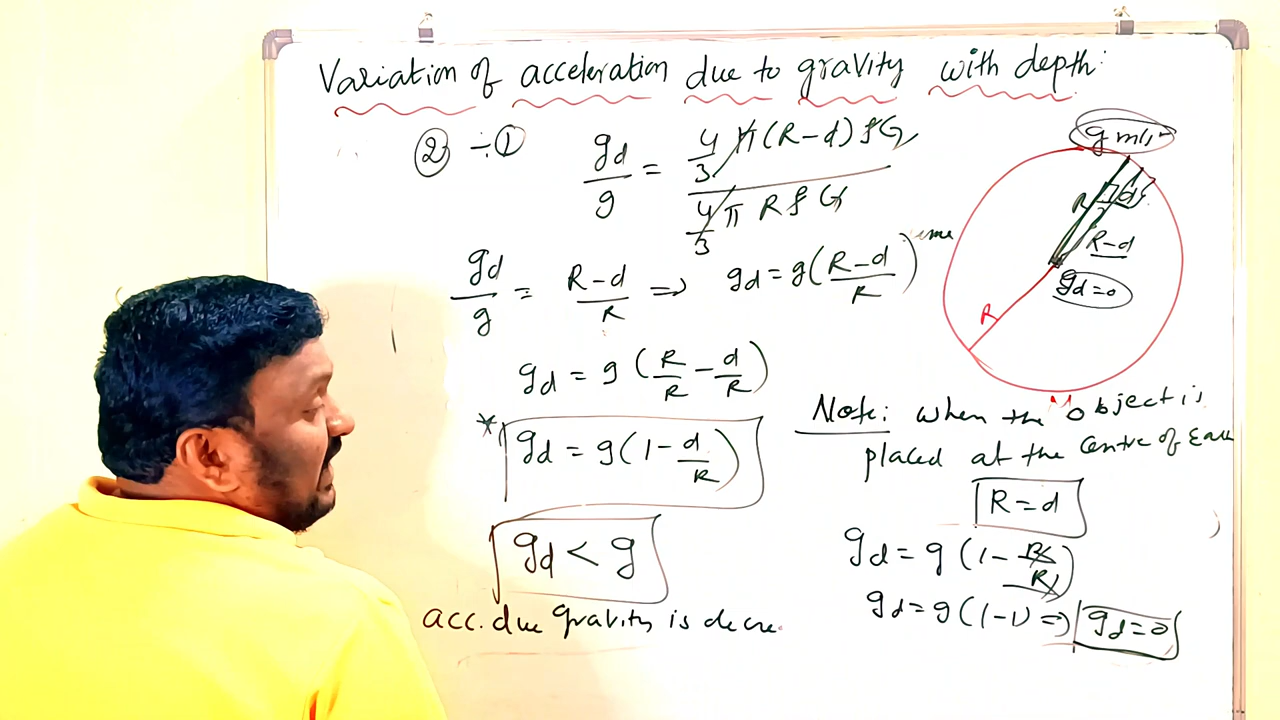 Variation of acceleration due to gravity with depth:
② ÷ ① gd/g = 4/3 π (R-d) ρ G / 4/3 π R ρ G
gd/g = R-d/R ⇒ gd = g(R-d/R)
gd = g (R/R - d/R)
* gd = g(1 - d/R)
gd < g
acc. due gravity is decre.
g m/s²
R d
R-d
gd=0
R
Note: when the object is
placed at the centre of Ear
R = d
gd = g (1 - R/R)
gd = g (1-1) ⇒ gd=0